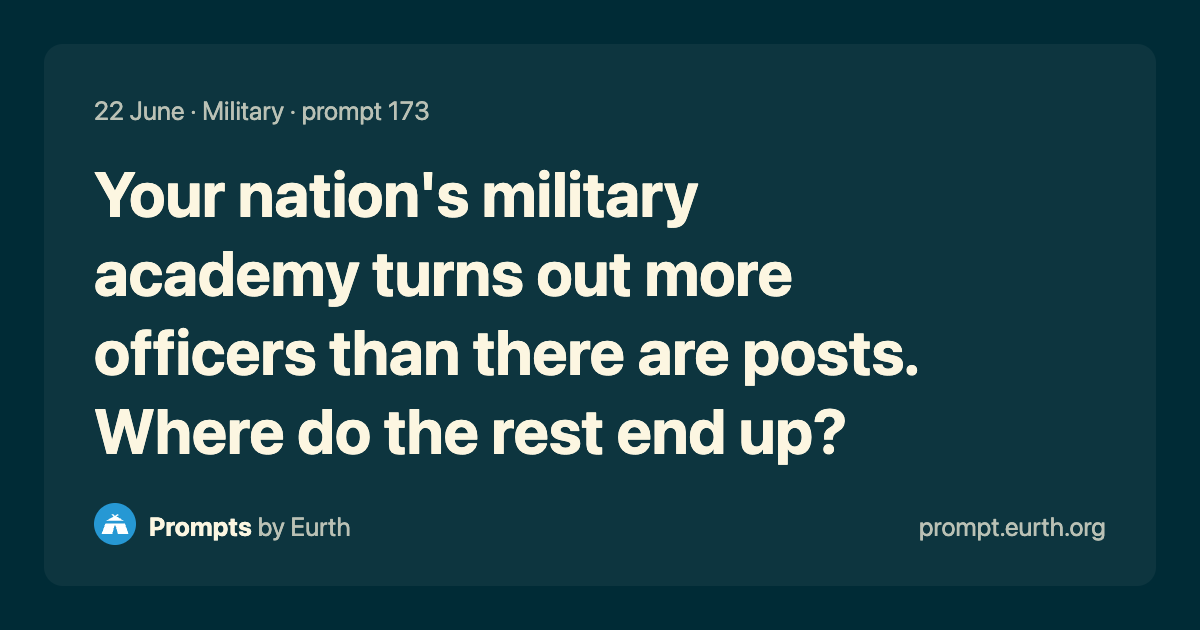 22 June · Military · prompt 173
Your nation's military
academy turns out more
officers than there are posts.
Where do the rest end up?
Prompts by Eurth
prompt.eurth.org